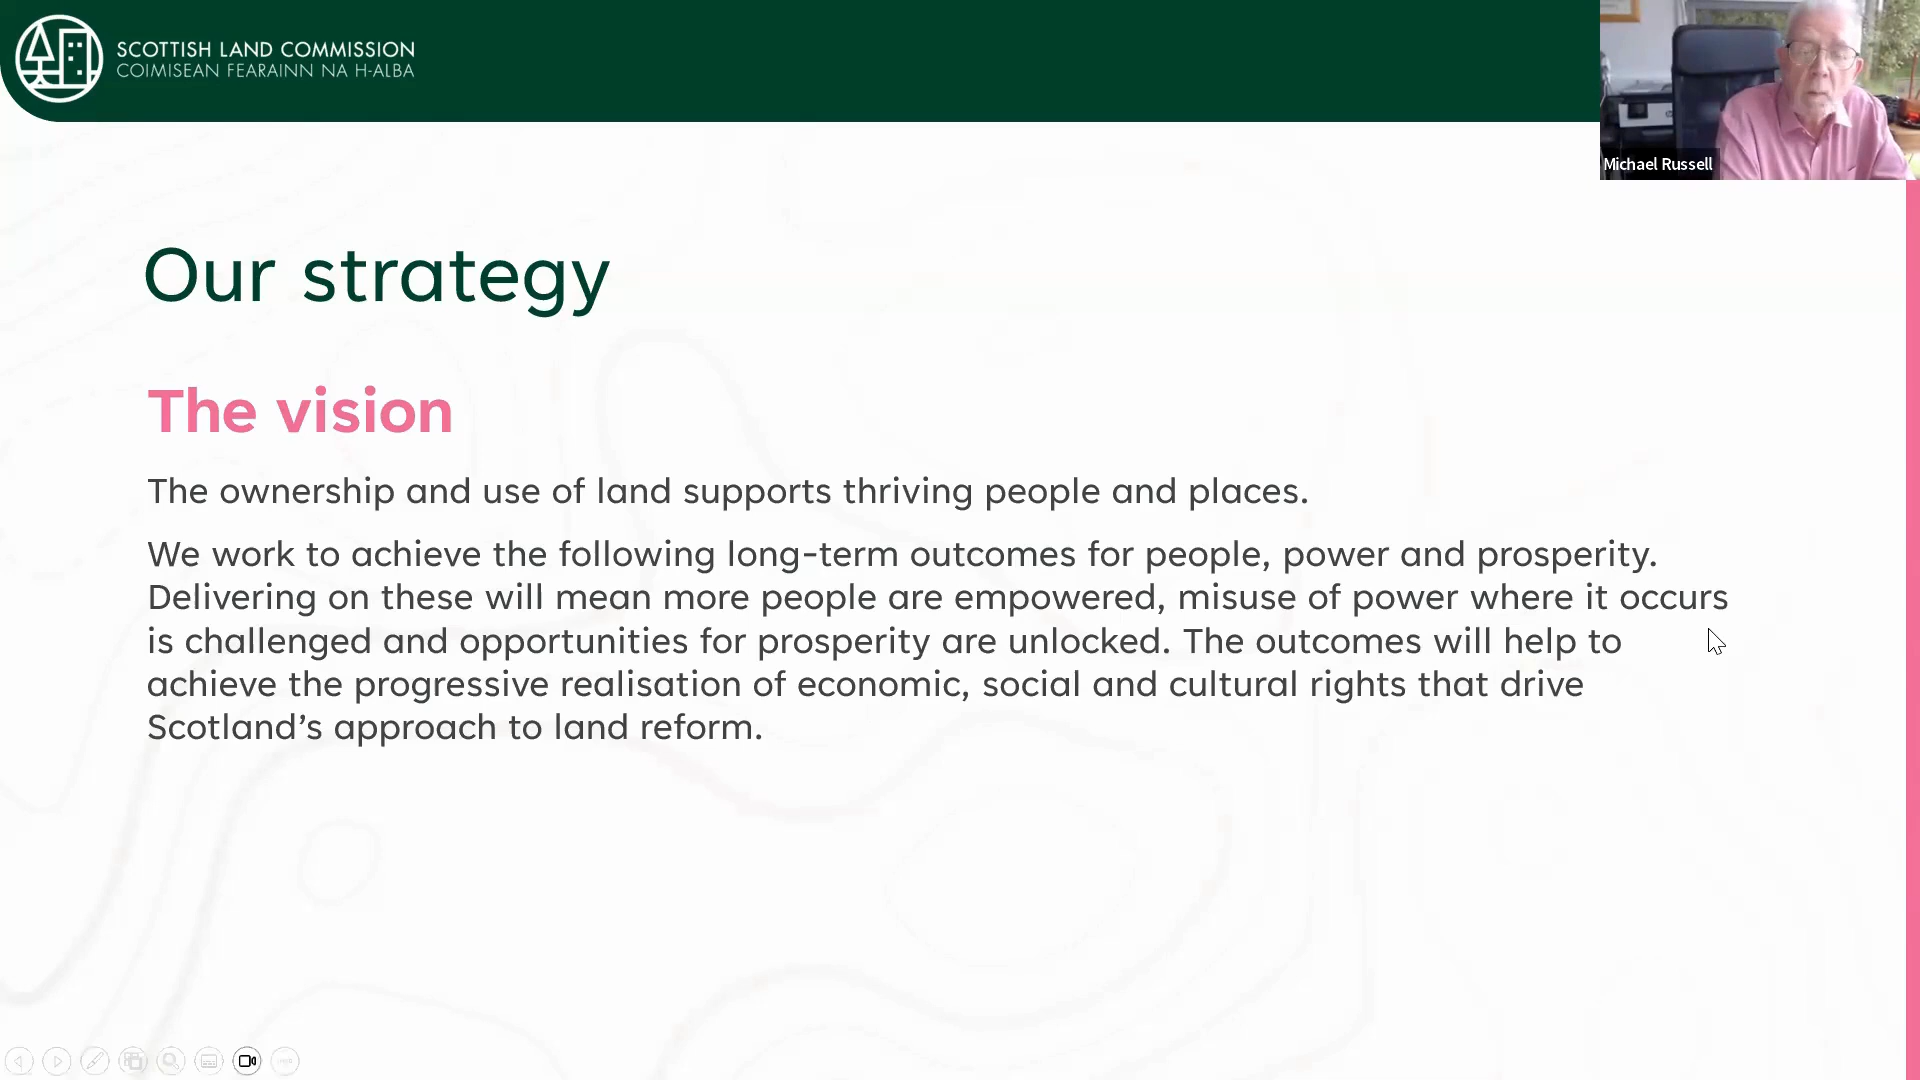 SCOTTISH LAND COMMISSION
COIMISEAN FEARAINN NA H-ALBA
Michael Russell
Our strategy
The vision
The ownership and use of land supports thriving people and places.
We work to achieve the following long-term outcomes for people, power and prosperity.
Delivering on these will mean more people are empowered, misuse of power where it occurs
is challenged and opportunities for prosperity are unlocked. The outcomes will help to
achieve the progressive realisation of economic, social and cultural rights that drive
Scotland’s approach to land reform.